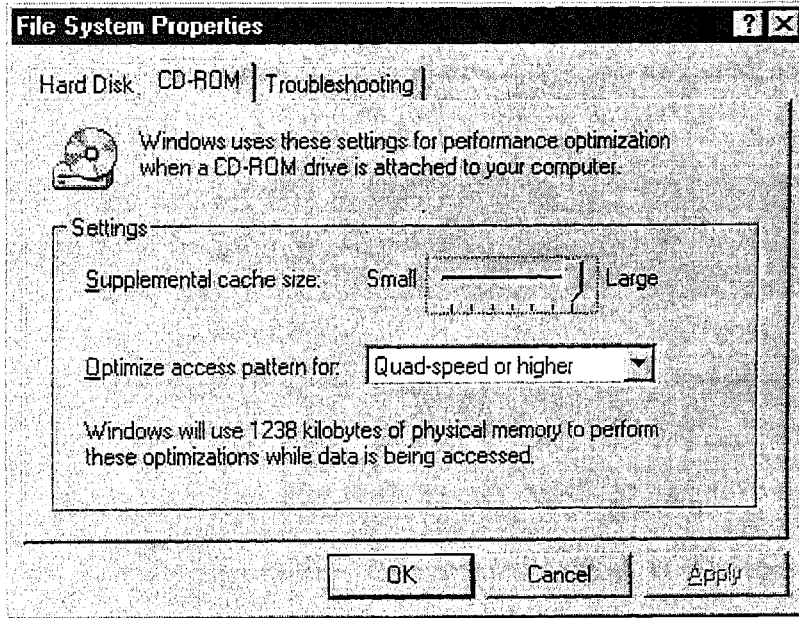 File System Properties
Hard Disk CD-ROM Troubleshooting
Windows uses these settings for performance optimization
when a CD-ROM drive is attached to your computer.
Settings
Supplemental cache size: Small Large
Optimize access pattern for: Quad-speed or higher
Windows will use 1238 kilobytes of physical memory to perform
these optimizations while data is being accessed.
OK Cancel Apply